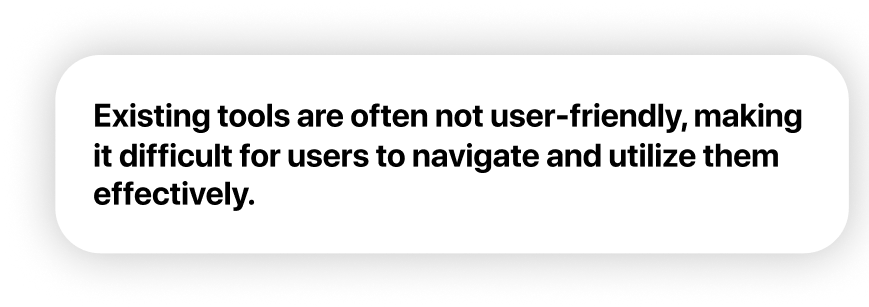 Existing tools are often not user-friendly, making
it difficult for users to navigate and utilize them
effectively.